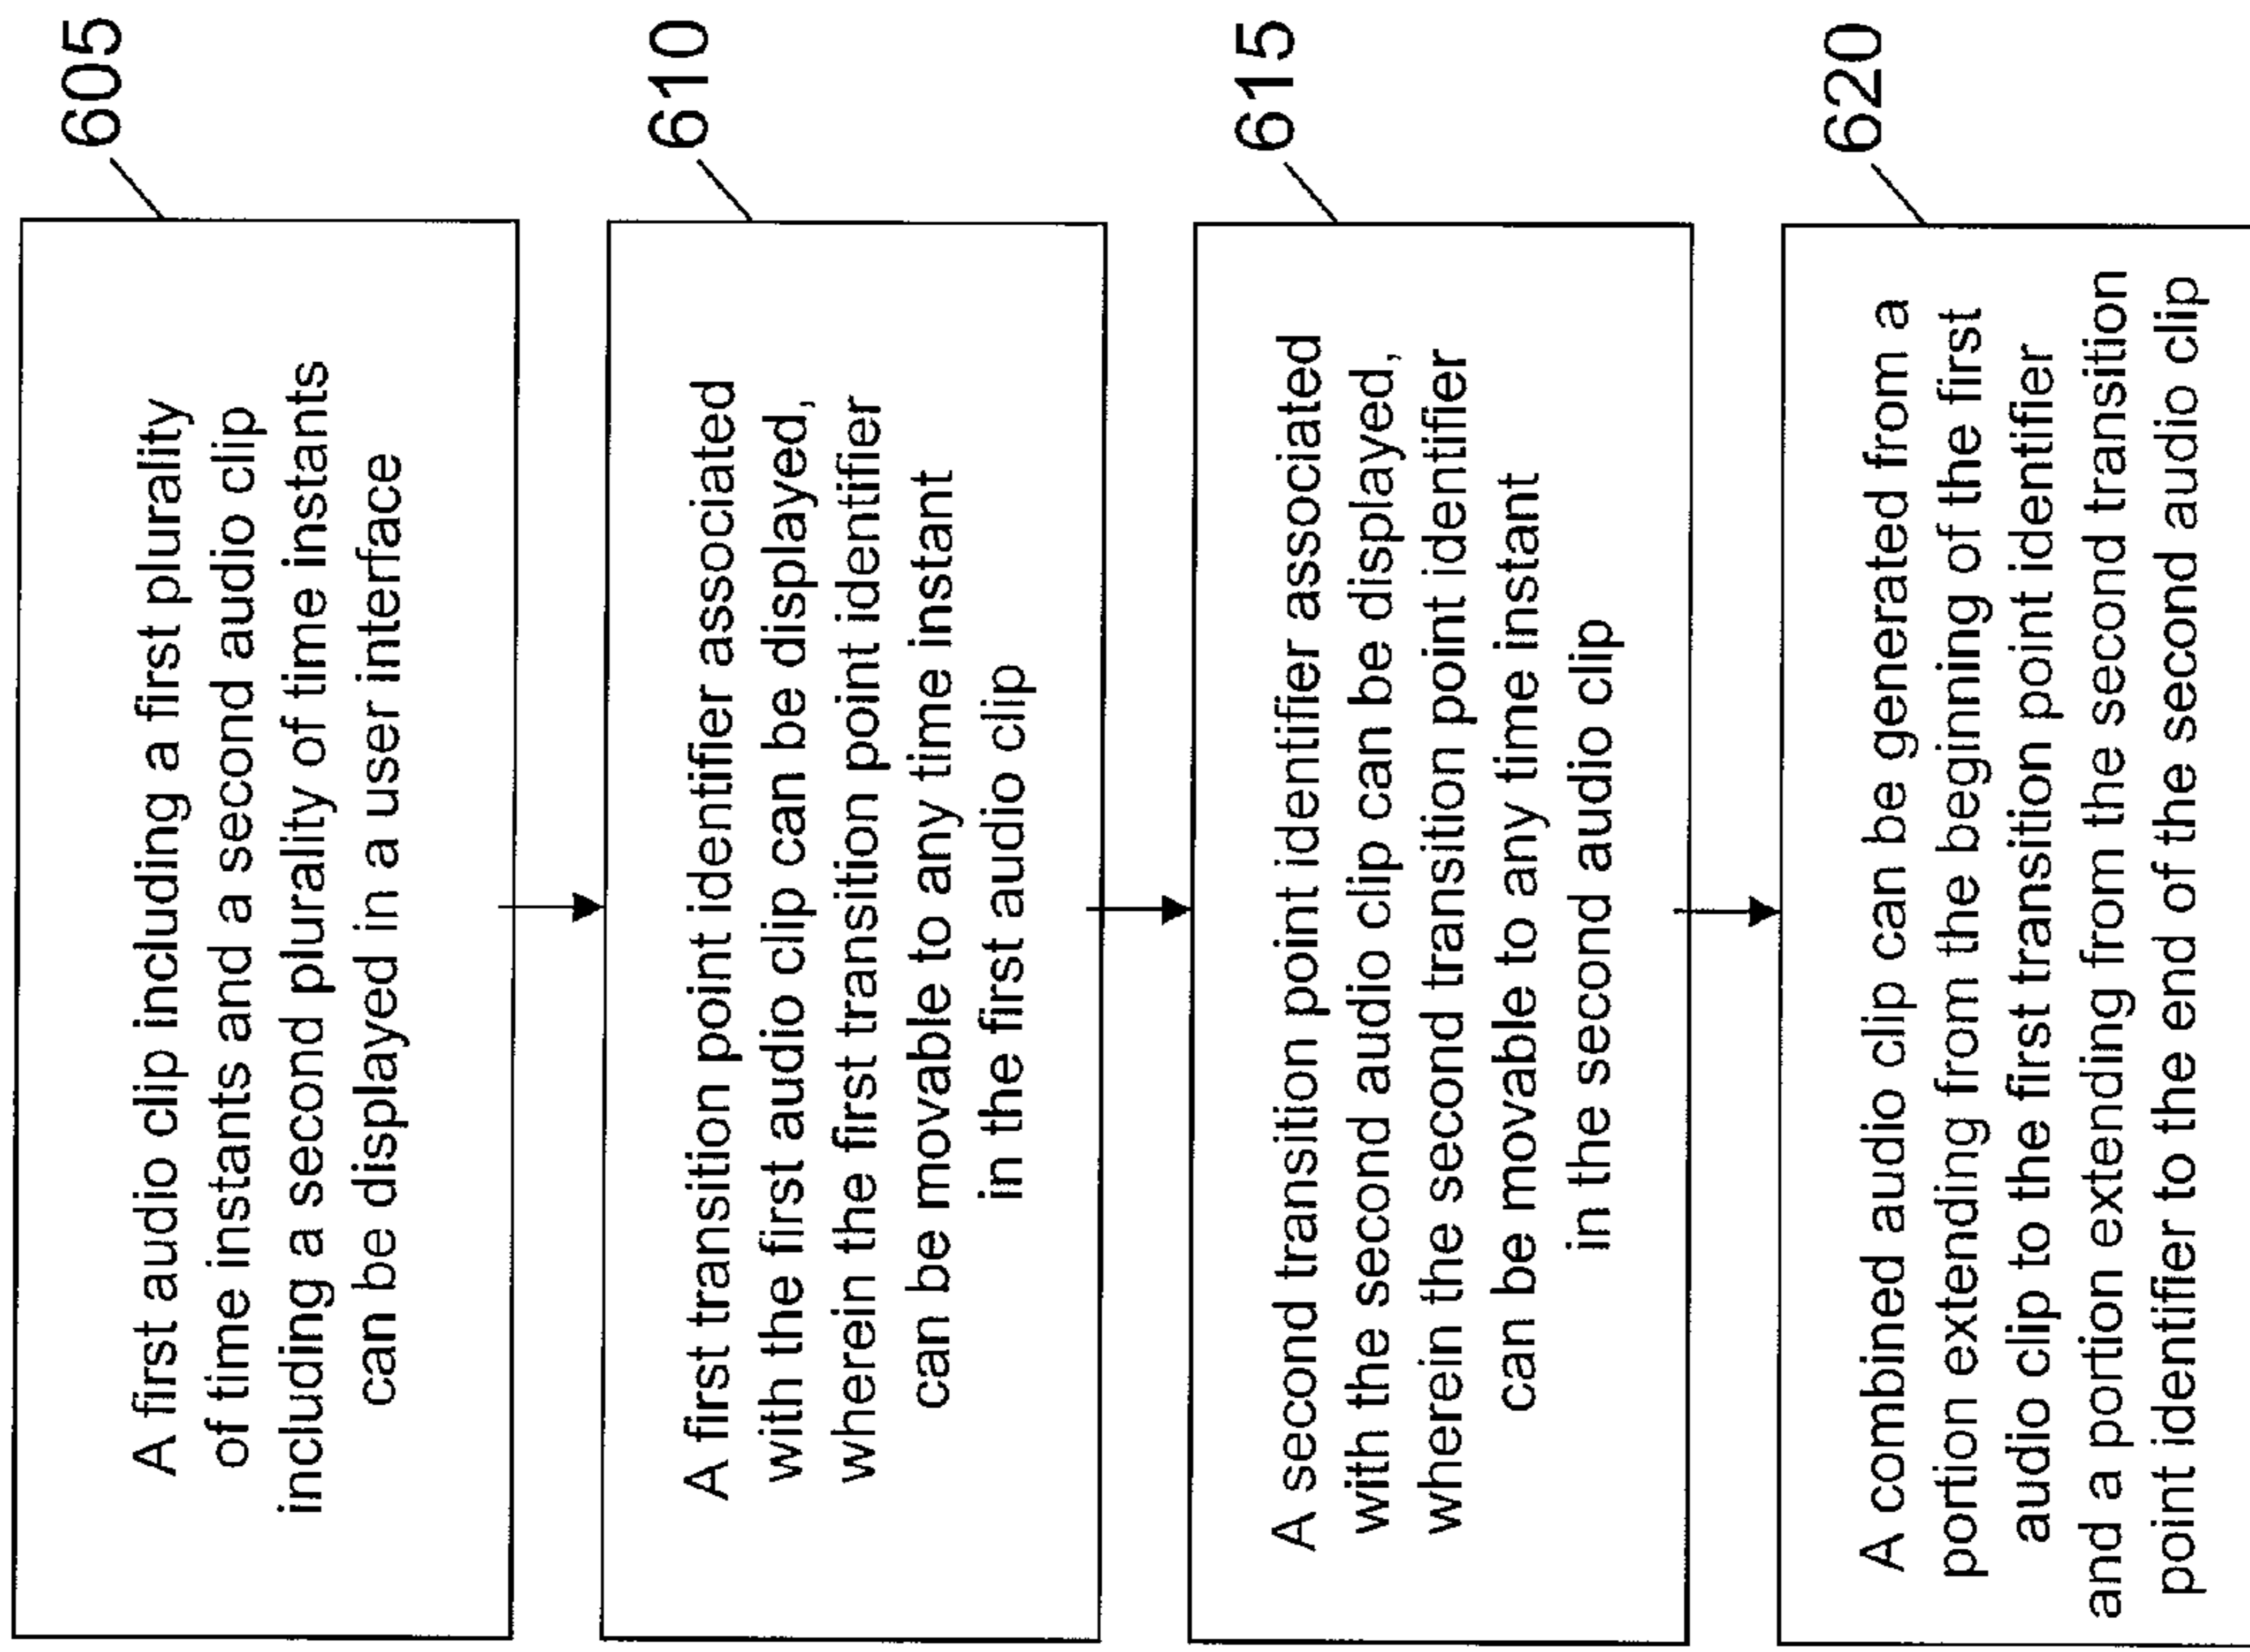 605
A first audio clip including a first plurality
of time instants and a second audio clip
including a second plurality of time instants
can be displayed in a user interface
610
A first transition point identifier associated
with the first audio clip can be displayed,
wherein the first transition point identifier
can be movable to any time instant
in the first audio clip
615
A second transition point identifier associated
with the second audio clip can be displayed,
wherein the second transition point identifier
can be movable to any time instant
in the second audio clip
620
A combined audio clip can be generated from a
portion extending from the beginning of the first
audio clip to the first transition point identifier
and a portion extending from the second transition
point identifier to the end of the second audio clip